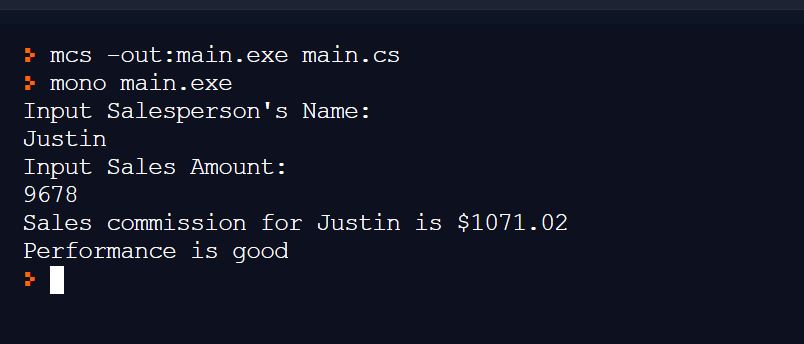 > mcs -out:main.exe main.cs
> mono main.exe
Input Salesperson's Name:
Justin
Input Sales Amount:
9678
Sales commission for Justin is $1071.02
Performance is good
>